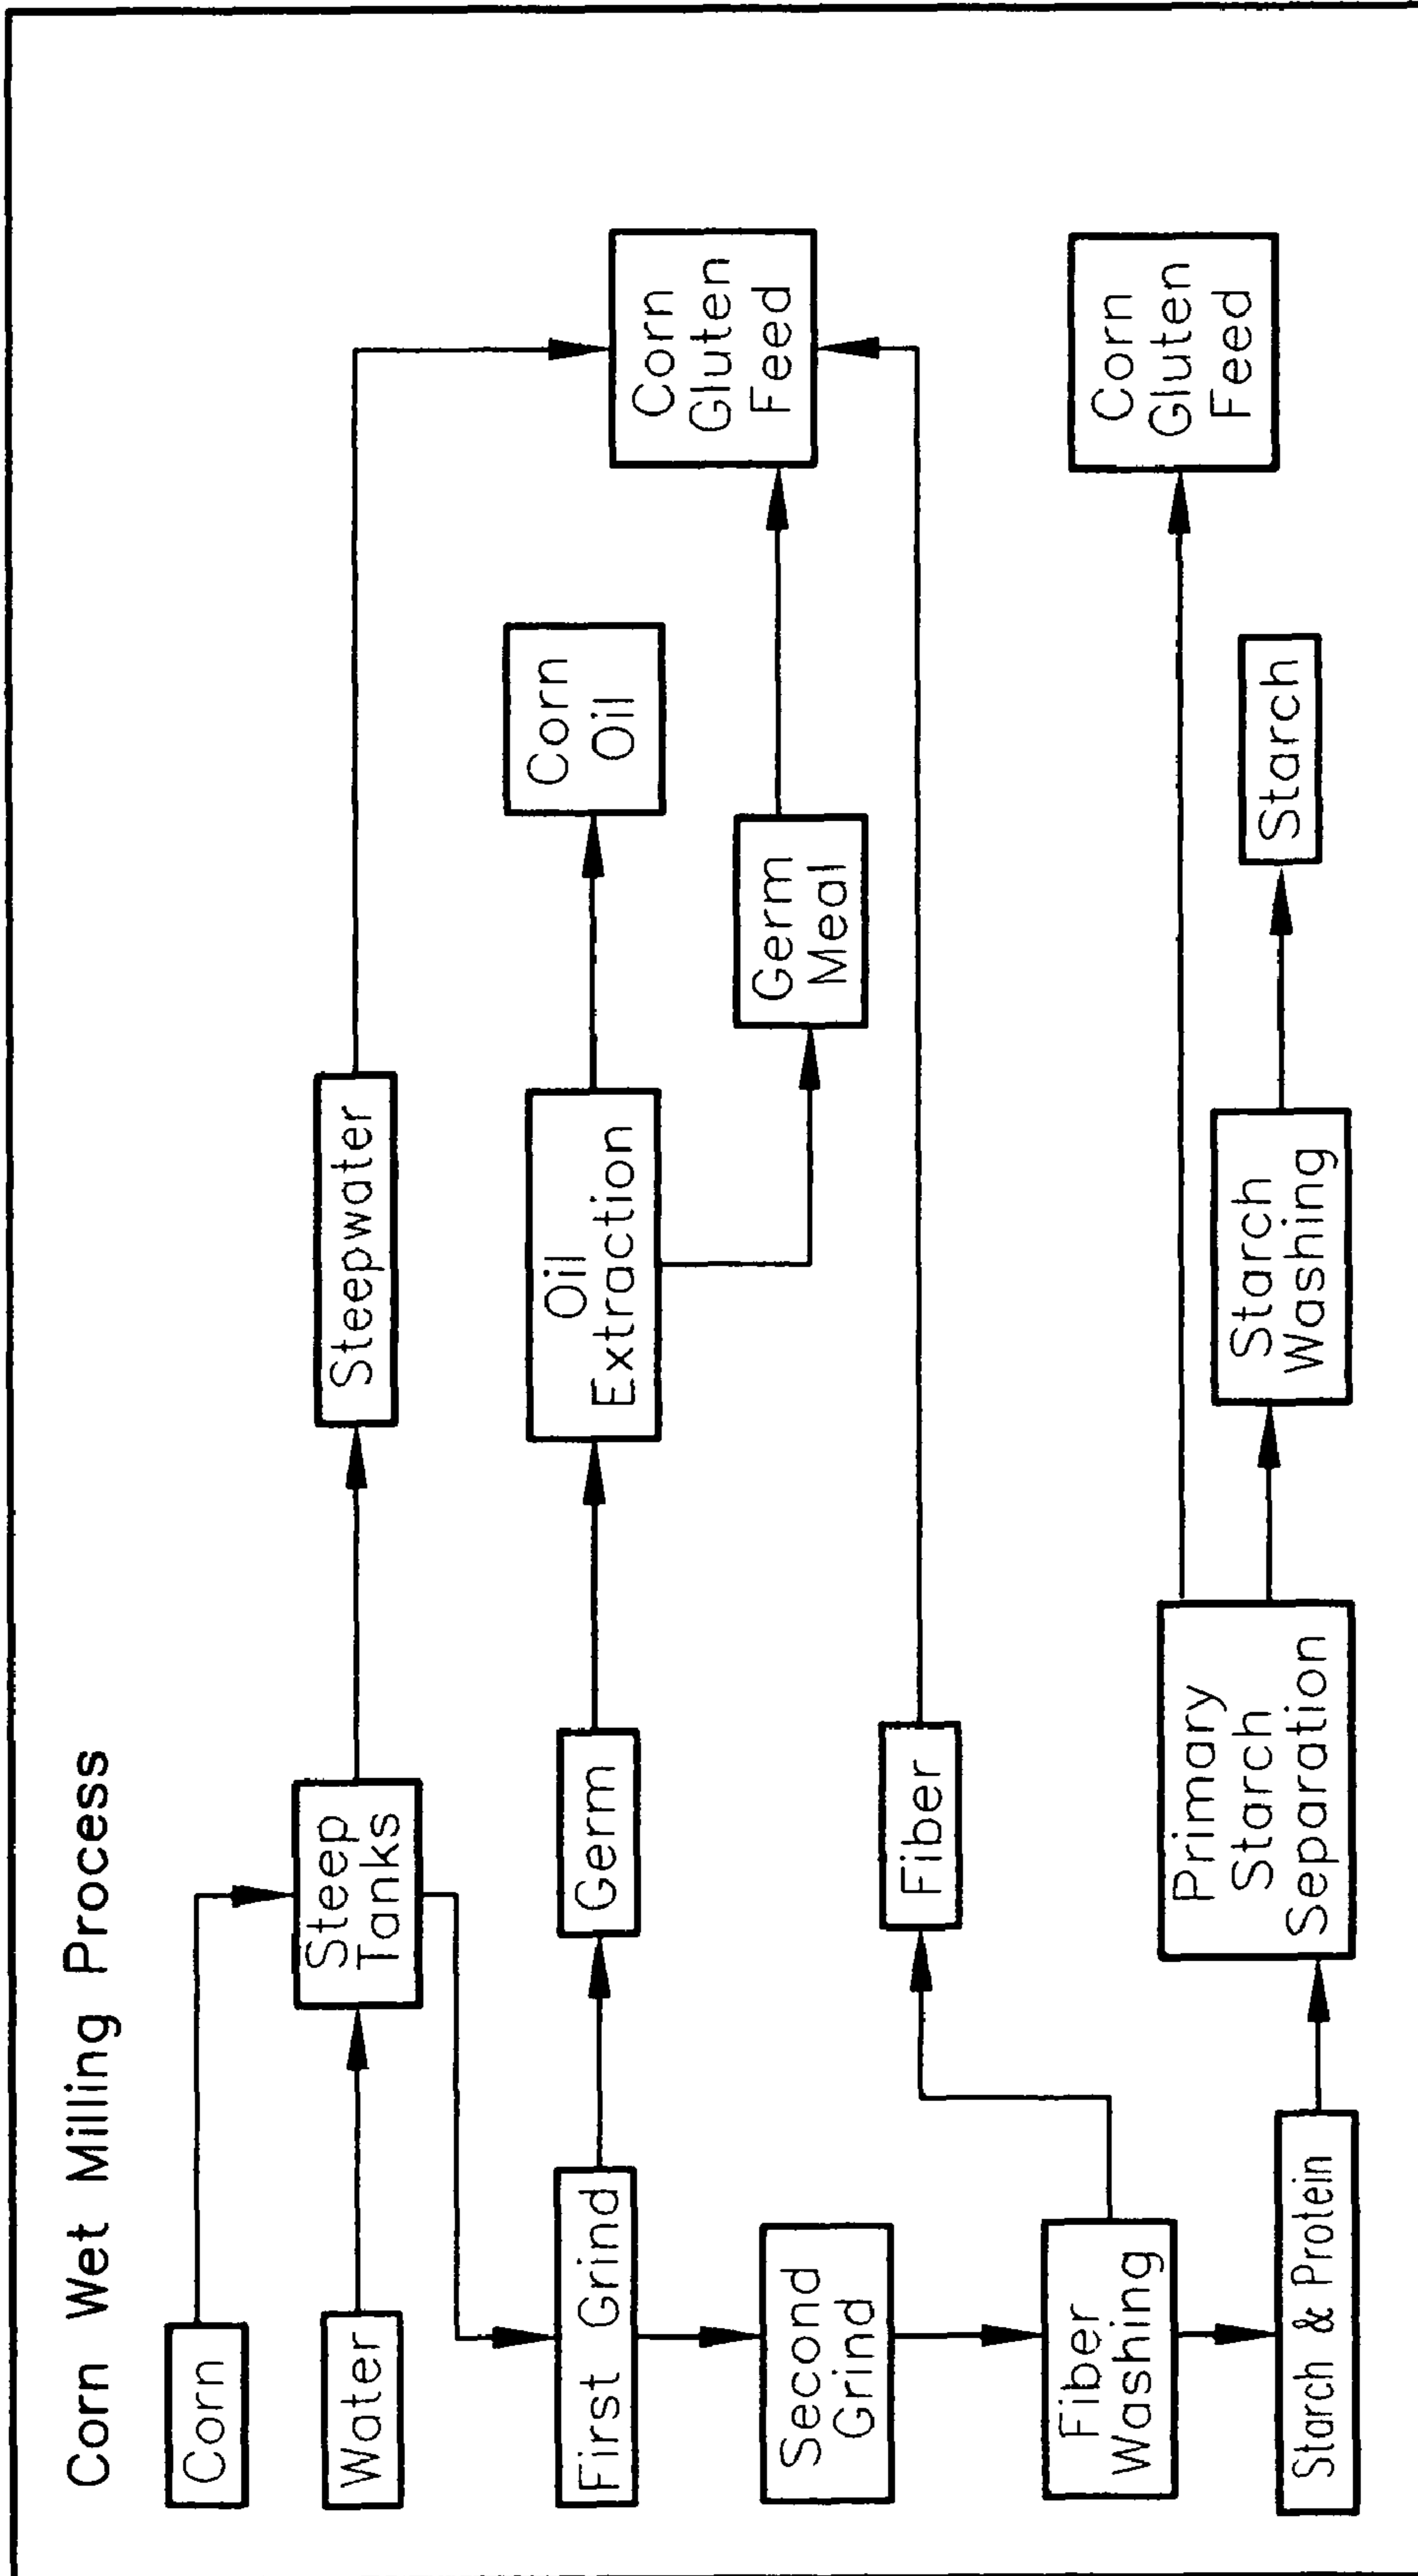 Corn Wet Milling Process
Corn
Water
Steep
Tanks
Steepwater
First Grind
Germ
Oil
Extraction
Corn
Oil
Germ
Meal
Corn
Gluten
Feed
Second
Grind
Fiber
Washing
Fiber
Starch & Protein
Primary
Starch
Separation
Starch
Washing
Starch
Corn
Gluten
Feed